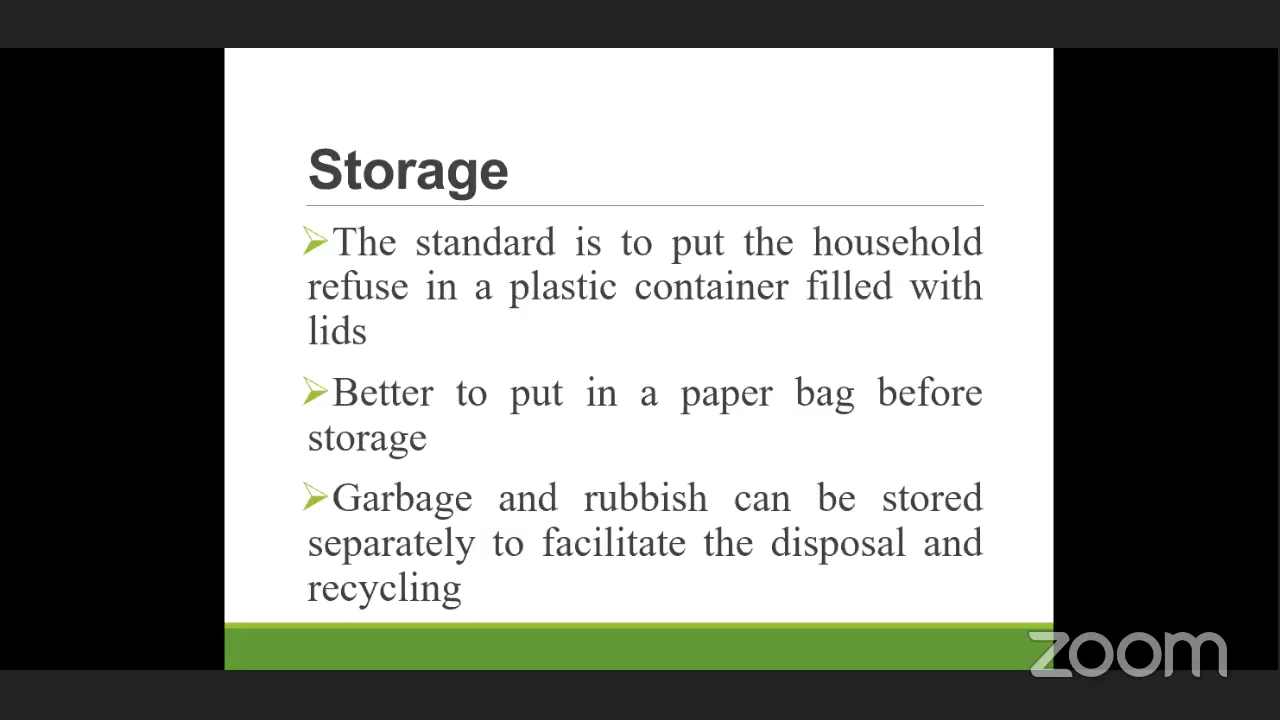 Storage
➢The standard is to put the household
refuse in a plastic container filled with
lids
➢Better to put in a paper bag before
storage
➢Garbage and rubbish can be stored
separately to facilitate the disposal and
recycling
zoom